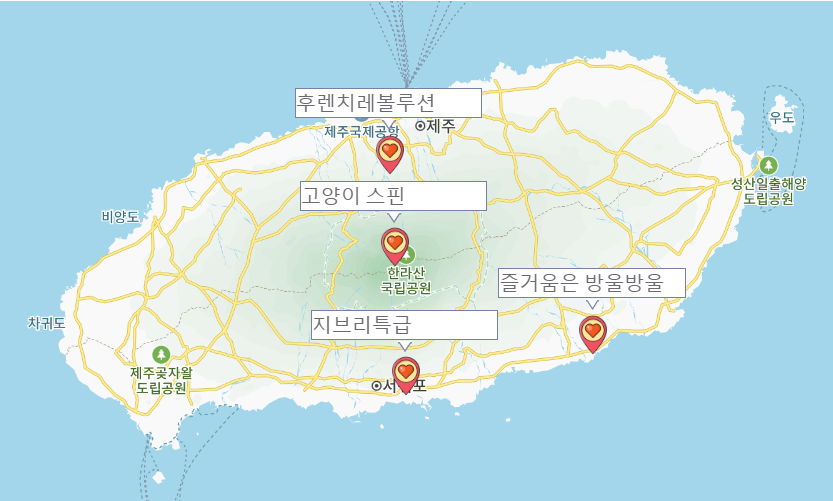 후렌치레볼루션
제주국제공항
제주
우도
성산일출해양
도립공원
고양이 스핀
비양도
한라산
국립공원
즐거움은 방울방울
지브리특급
차귀도
제주곶자왈
도립공원